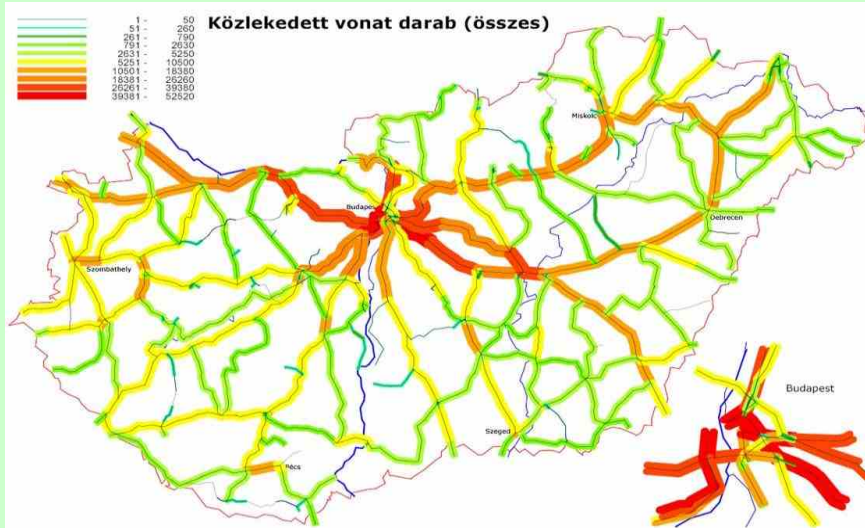 Közlekedett vonat darab (összes)
1 - 50
51 - 260
261 - 790
791 - 2630
2631 - 5250
5251 - 10500
10501 - 18380
18381 - 26260
26261 - 39380
39381 - 52520
Miskolc
Budapest
Debrecen
Szombathely
Budapest
Szeged
Pécs